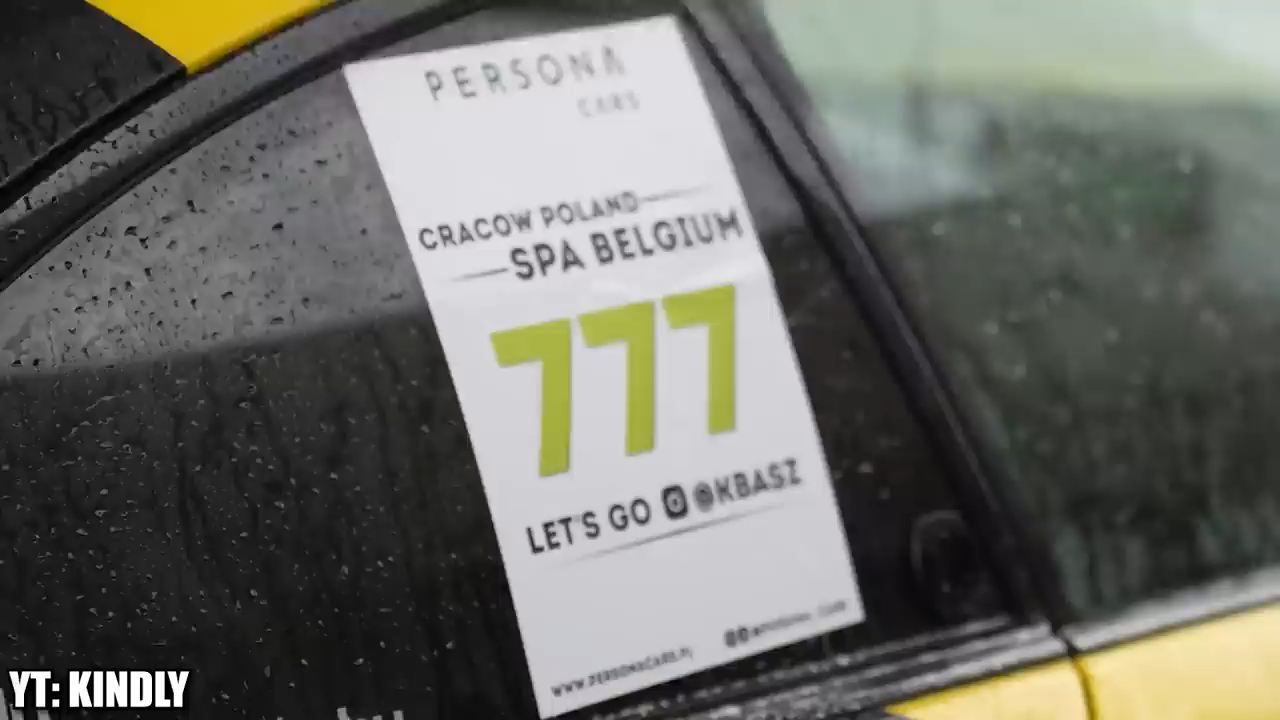 PERSONA
CARS
CRACOW POLAND
SPA BELGIUM
777
LET'S GO @KBASZ
WWW.PERSONACARS.PL
YT: KINDLY